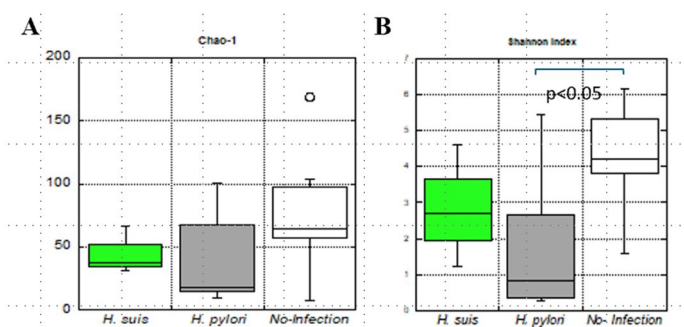 A
Chao-1
200
150
100
50
0
H. suis
H. pylori
No-Infection
B
Shannon Index
p<0.05
7
6
5
4
3
2
1
0
H. suis
H. pylori
No- Infection